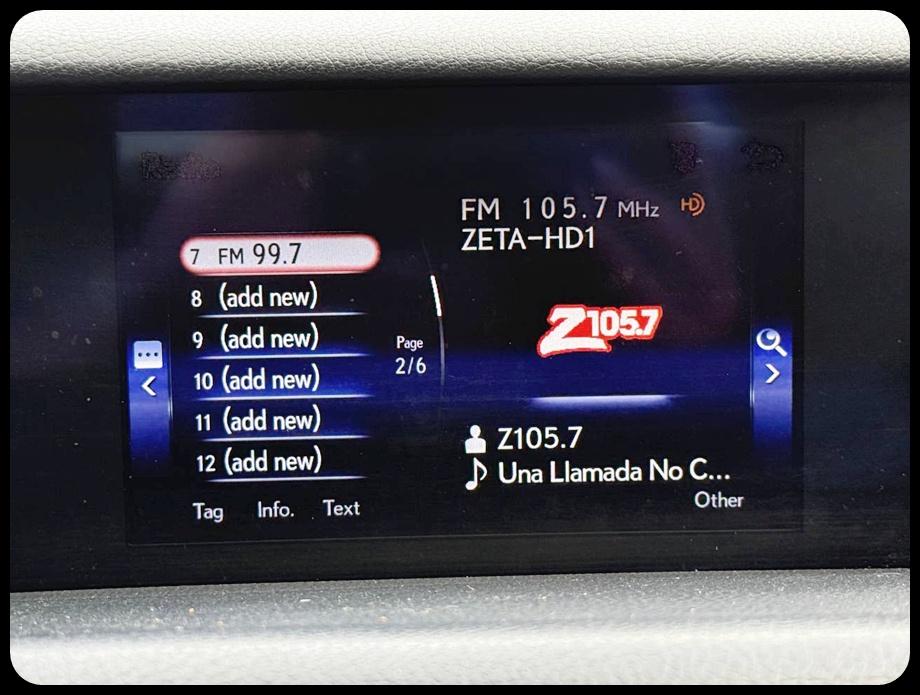 FM 105.7 MHz HD
ZETA-HD1
7 FM 99.7
8 (add new)
9 (add new)
10 (add new)
11 (add new)
12 (add new)
Page
2/6
Tag Info. Text
Z105.7
Z105.7
Una Llamada No C...
Other